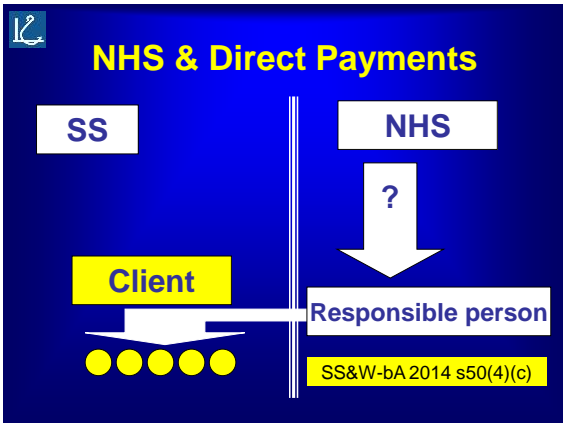 NHS & Direct Payments
SS
NHS
?
Client
Responsible person
SS&W-bA 2014 s50(4)(c)